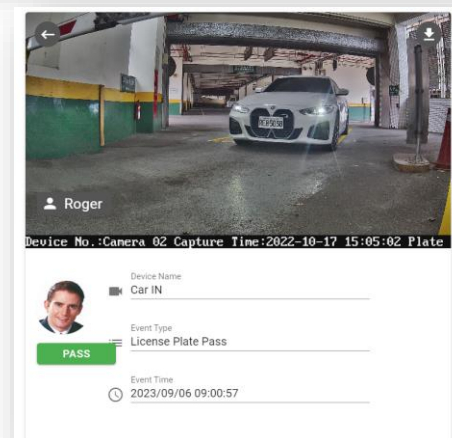 Roger
Device No.:Camera 02 Capture Time:2022-10-17 15:05:02 Plate
Device Name
Car IN
Event Type
License Plate Pass
PASS
Event Time
2023/09/06 09:00:57